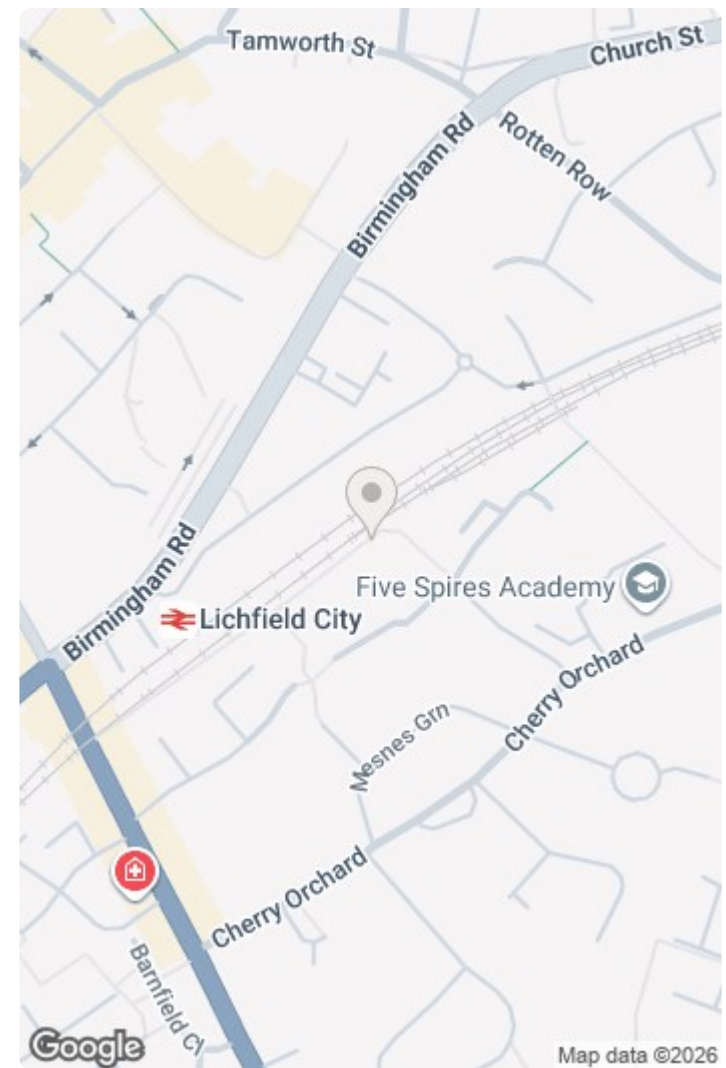 Tamworth St
Church St
Rotten Row
Birmingham Rd
Five Spires Academy
Birmingham Rd
Lichfield City
Cherry Orchard
Mesnes Grn
Cherry Orchard
Barnfield Cl
Google
Map data ©2026